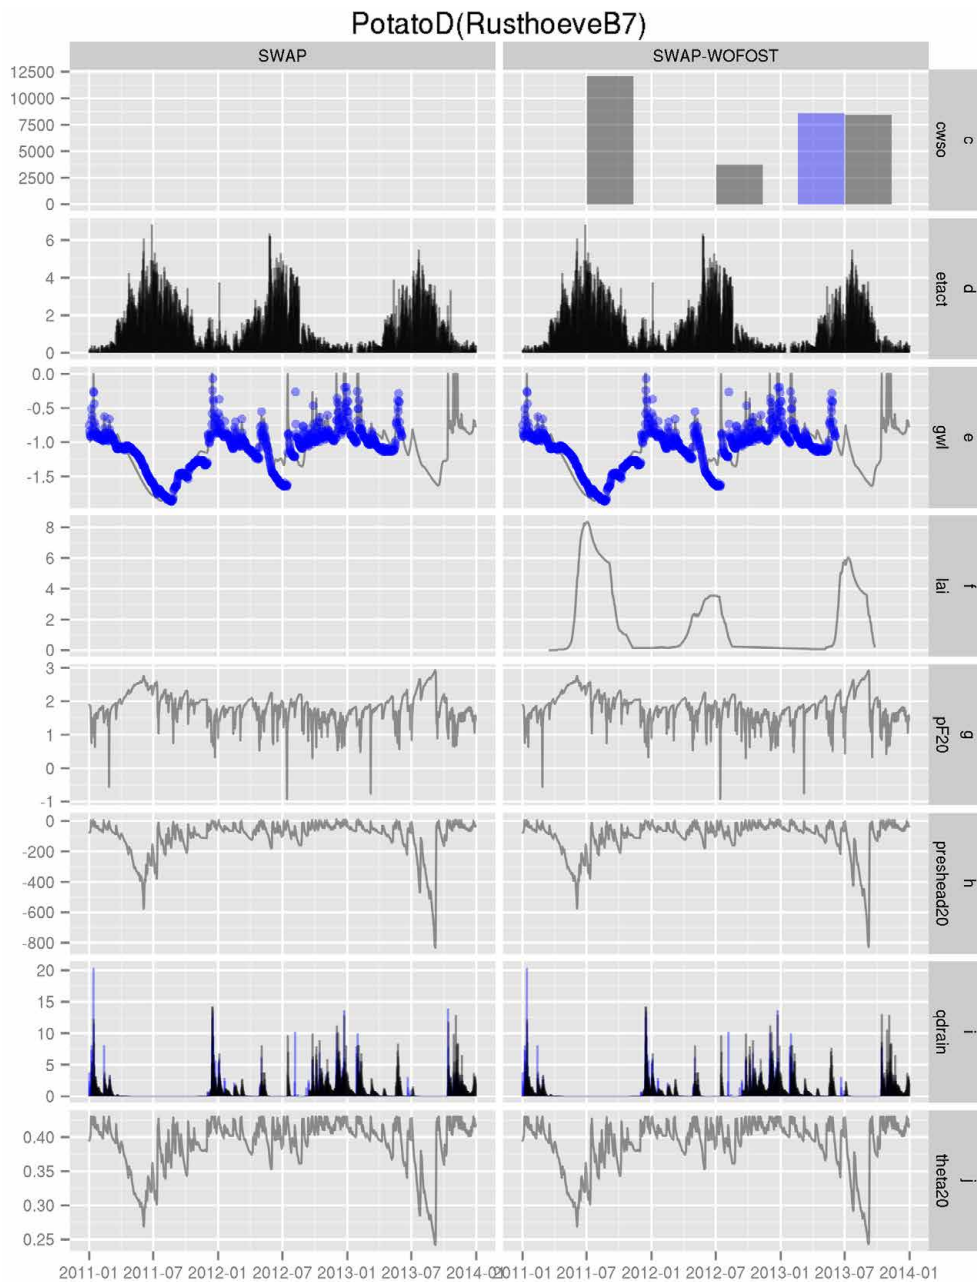 PotatoD(RusthoeveB7)
SWAP SWAP-WOFOST
12500
10000
7500
5000
2500
0
c
cwso
6
4
2
0
d
etact
0.0
-0.5
-1.0
-1.5
e
gwl
8
6
4
2
0
f
lai
3
2
1
0
-1
g
pF20
0
-200
-400
-600
-800
h
preshead20
20
15
10
5
0
i
qdrain
0.40
0.35
0.30
0.25
j
theta20
2011-01 2011-07 2012-01 2012-07 2013-01 2013-07 2014-01 2011-01 2011-07 2012-01 2012-07 2013-01 2013-07 2014-01